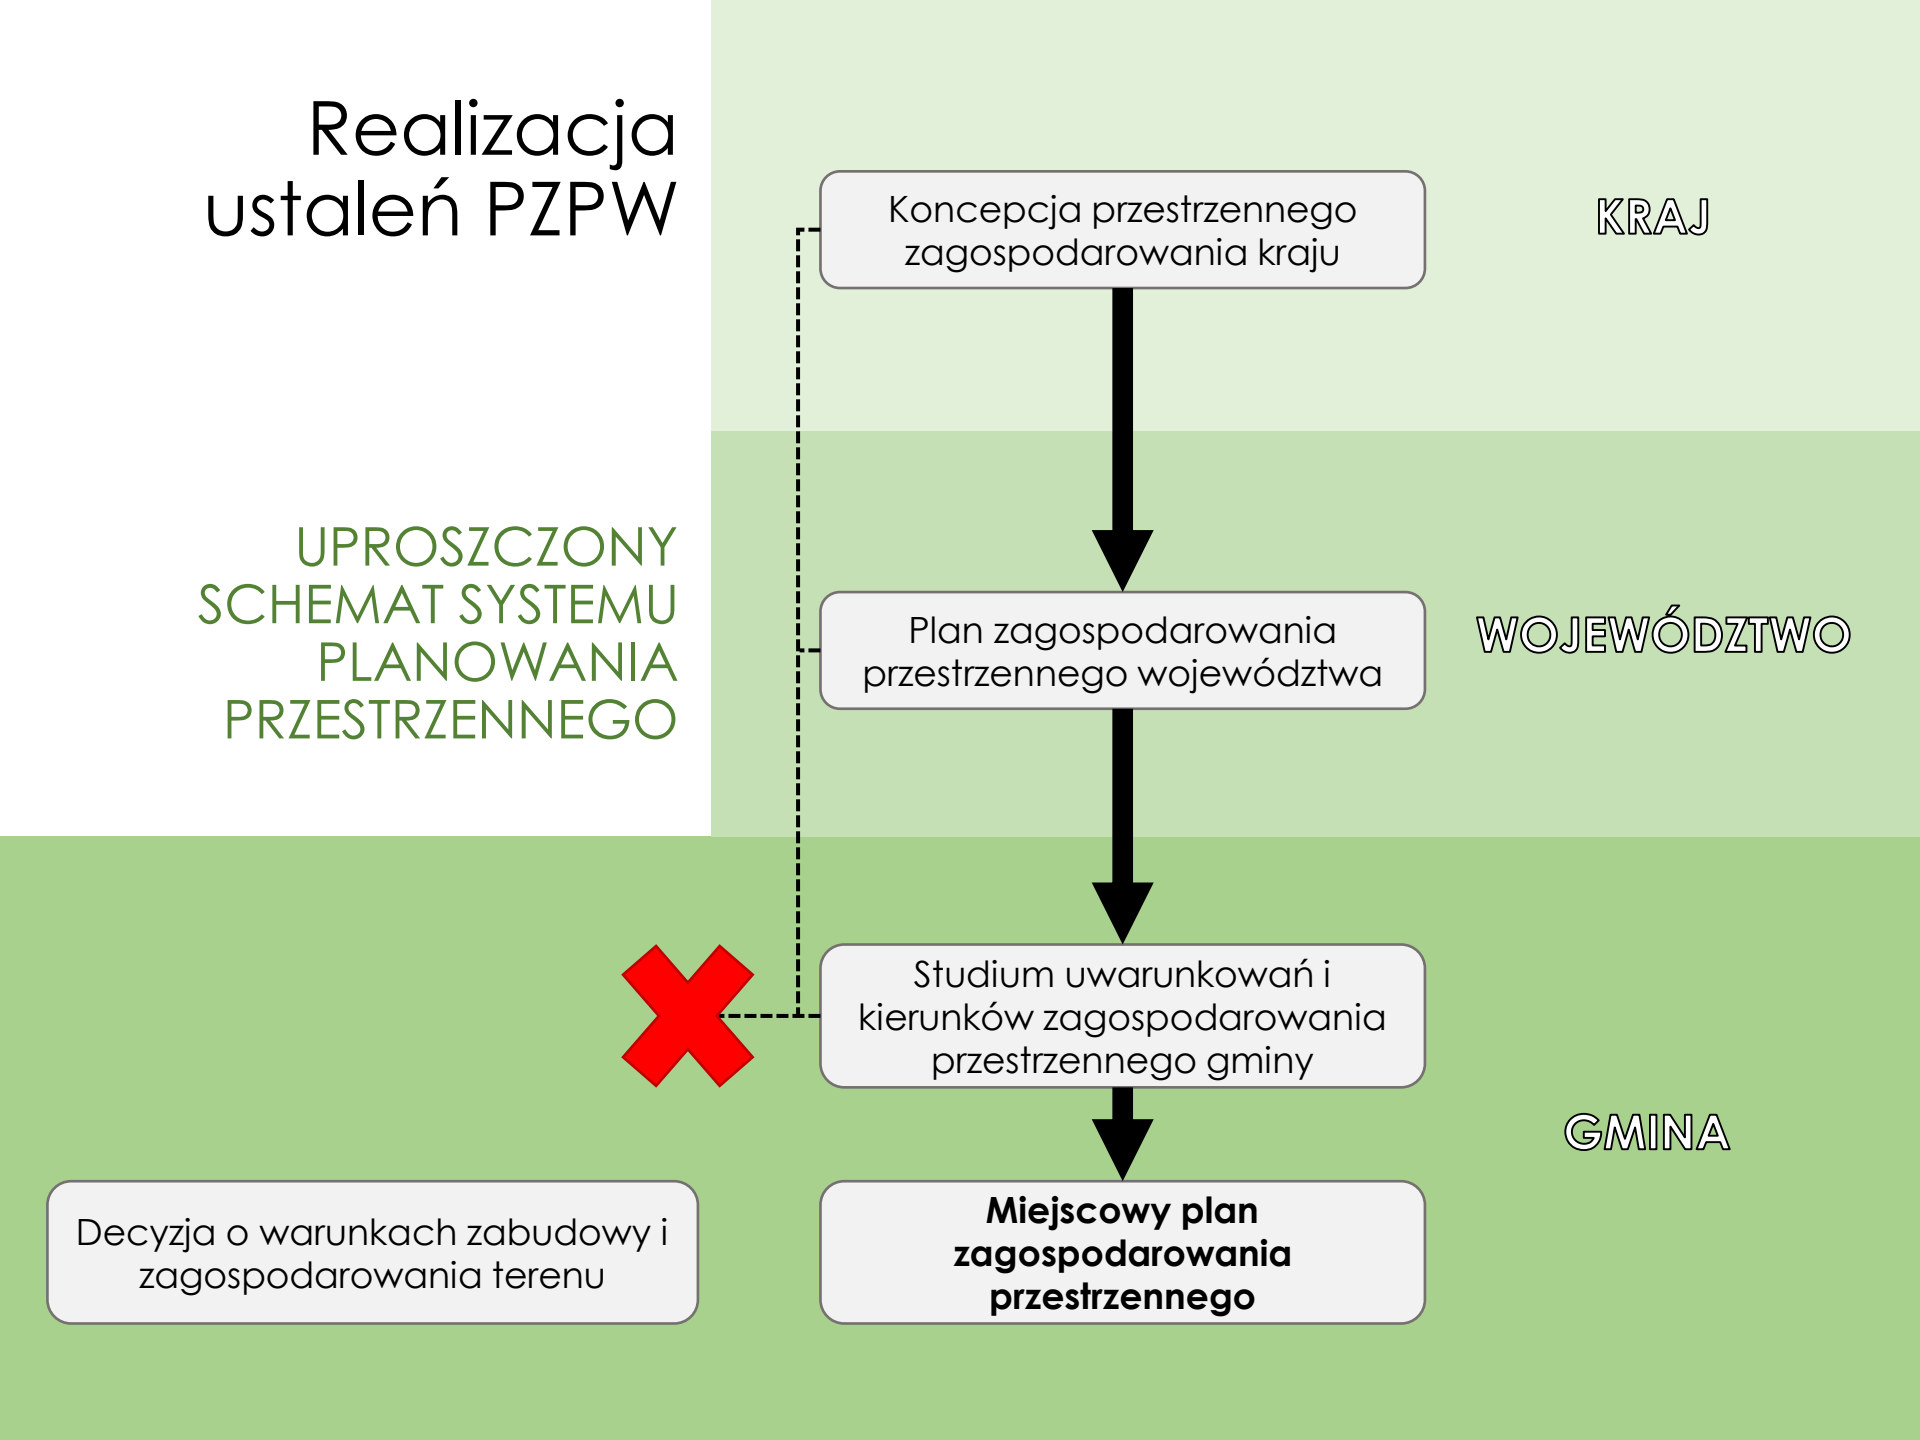 Realizacja
ustaleń PZPW
UPROSZCZONY
SCHEMAT SYSTEMU
PLANOWANIA
PRZESTRZENNEGO
Koncepcja przestrzennego
zagospodarowania kraju
KRAJ
Plan zagospodarowania
przestrzennego województwa
WOJEWÓDZTWO
Studium uwarunkowań i
kierunków zagospodarowania
przestrzennego gminy
GMINA
Decyzja o warunkach zabudowy i
zagospodarowania terenu
Miejscowy plan
zagospodarowania
przestrzennego